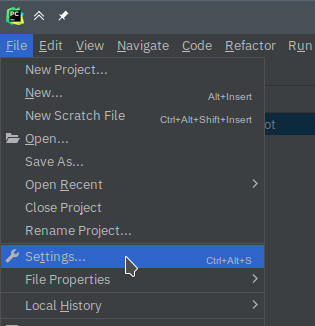 PC
File Edit View Navigate Code Refactor Run
New Project...
New... Alt+Insert
New Scratch File Ctrl+Alt+Shift+Insert
Open...
Save As...
Open Recent
Close Project
Rename Project...
Settings... Ctrl+Alt+S
File Properties
Local History